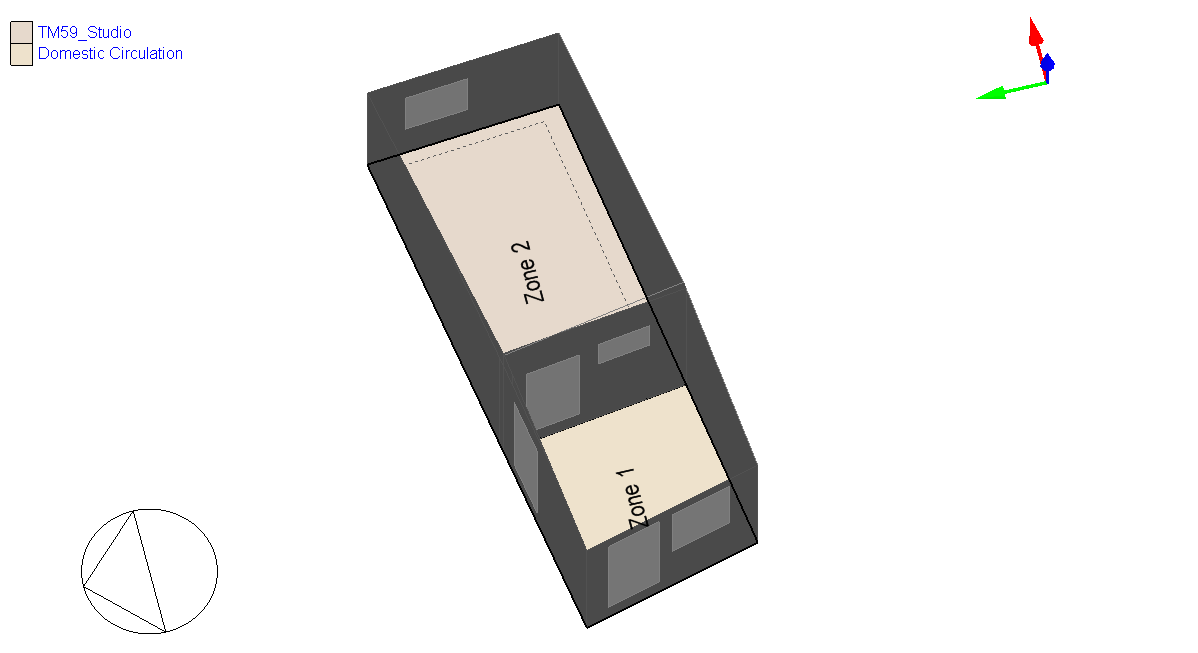 TM59_Studio
Domestic Circulation
Zone 2
Zone 1